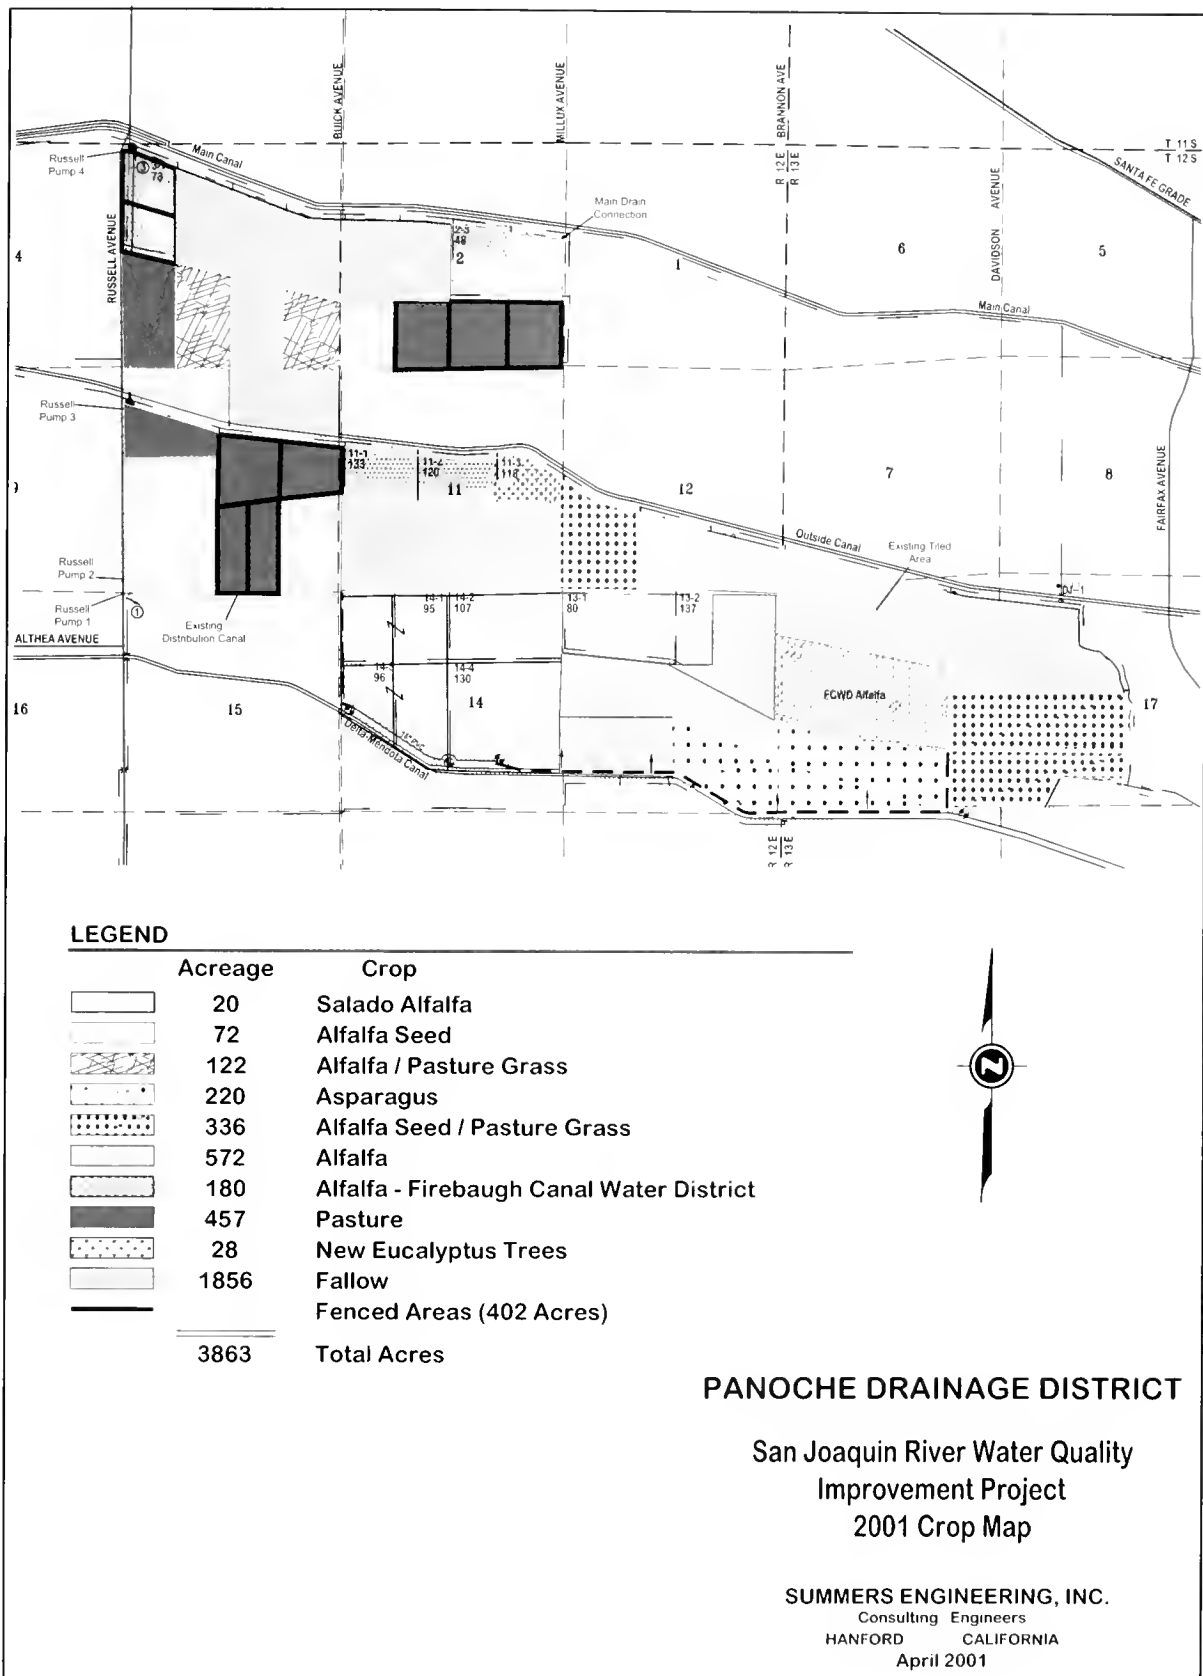 BUICK AVENUE
MILLUX AVENUE
BRANNON AVE
R 12 E
R 13 E
T 11 S
T 12 S
SANTA FE GRADE
DAVIDSON AVENUE
Russell
Pump 4
Main Canal
3
73
RUSSELL AVENUE
4
2-3
48
2
Main Drain
Connection
1
6
5
Main Canal
Russell
Pump 3
9
11-1
133
11-2
120
11-3
118
11
12
7
8
FAIRFAX AVENUE
Outside Canal
Existing Tiled
Area
Russell
Pump 2
Russell
Pump 1
1
Existing
Distribution Canal
ALTHEA AVENUE
14-1
95
14-2
107
13-1
80
13-2
137
14-3
96
14-4
130
FCWD Alfalfa
16
15
14
17
Delta-Mendota Canal
R 12 E
R 13 E
LEGEND
Acreage Crop
20 Salado Alfalfa
72 Alfalfa Seed
122 Alfalfa / Pasture Grass
220 Asparagus
336 Alfalfa Seed / Pasture Grass
572 Alfalfa
180 Alfalfa - Firebaugh Canal Water District
457 Pasture
28 New Eucalyptus Trees
1856 Fallow
Fenced Areas (402 Acres)
3863 Total Acres
N
PANOCHE DRAINAGE DISTRICT
San Joaquin River Water Quality
Improvement Project
2001 Crop Map
SUMMERS ENGINEERING, INC.
Consulting Engineers
HANFORD CALIFORNIA
April 2001